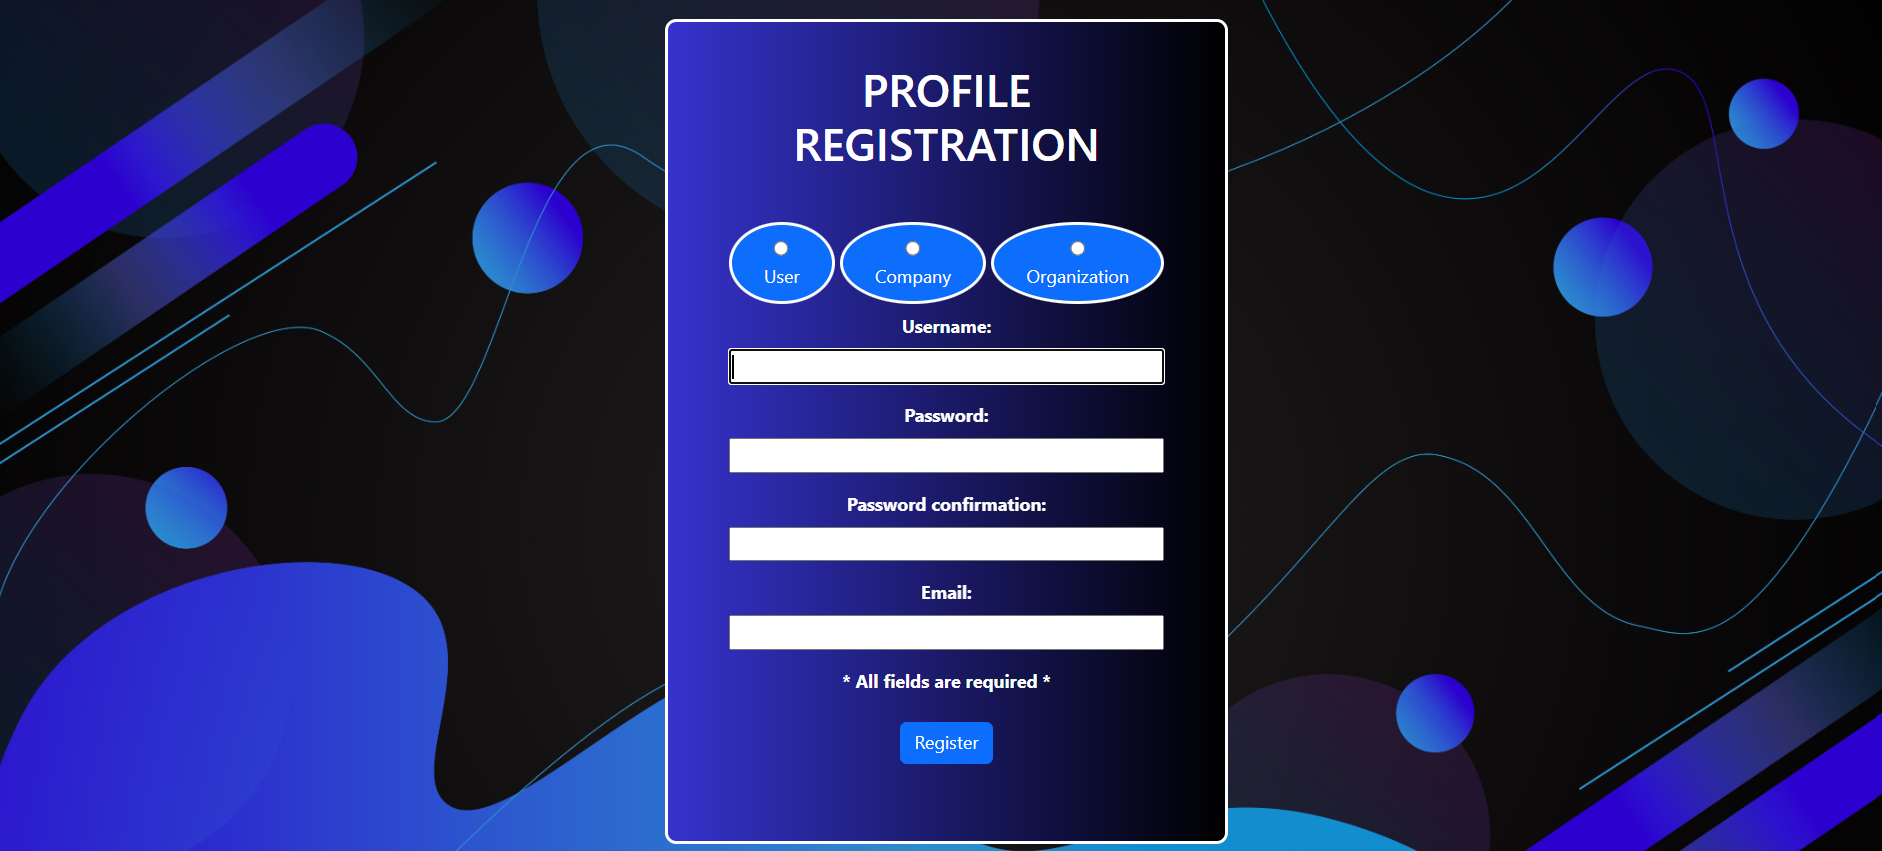 PROFILE
REGISTRATION
User Company Organization
Username:
Password:
Password confirmation:
Email:
* All fields are required *
Register